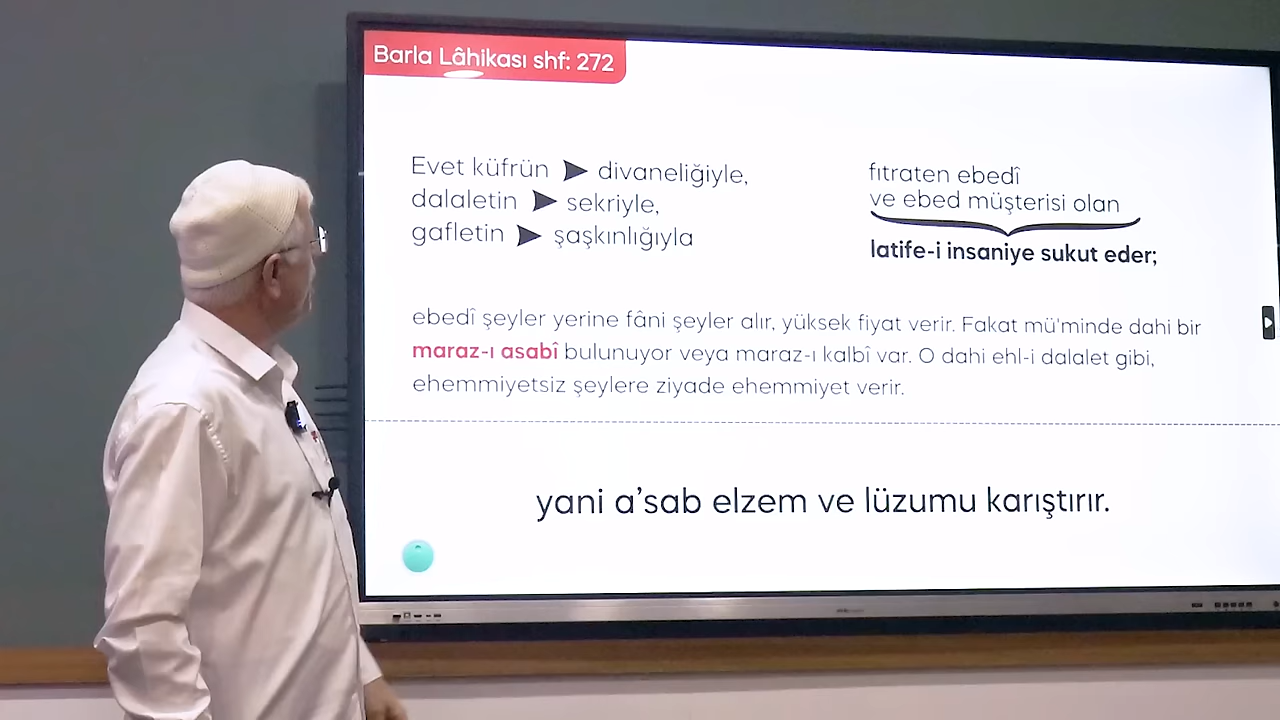 Barla Lâhikası shf: 272
Evet küfrün ➤ divaneliğiyle,
dalaletin ➤ sekriyle,
gafletin ➤ şaşkınlığıyla
fıtraten ebedî
ve ebed müşterisi olan
latife-i insaniye sukut eder;
ebedî şeyler yerine fâni şeyler alır, yüksek fiyat verir. Fakat mü'minde dahi bir
maraz-ı asabî bulunuyor veya maraz-ı kalbî var. O dahi ehl-i dalalet gibi,
ehemmiyetsiz şeylere ziyade ehemmiyet verir.
yani a'sab elzem ve lüzumu karıştırır.